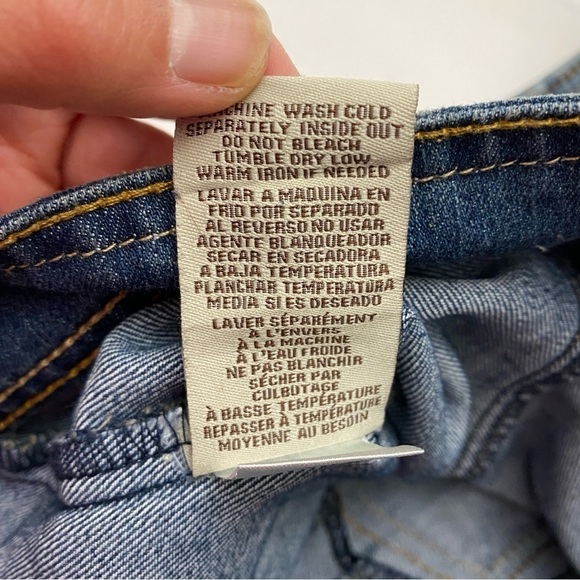 MACHINE WASH COLD
SEPARATELY INSIDE OUT
DO NOT BLEACH
TUMBLE DRY LOW
WARM IRON IF NEEDED
LAVAR A MAQUINA EN
FRIO POR SEPARADO
AL REVERSO NO USAR
AGENTE BLANQUEADOR
SECAR EN SECADORA
A BAJA TEMPERATURA
PLANCHAR TEMPERATURA
MEDIA SI ES DESEADO
LAVER SÉPARÉMENT
À L'ENVERS
À LA MACHINE
À L'EAU FROIDE
NE PAS BLANCHIR
SÉCHER PAR
CULBUTAGE
À BASSE TEMPÉRATURE
REPASSER À TEMPÉRATURE
MOYENNE AU BESOIN